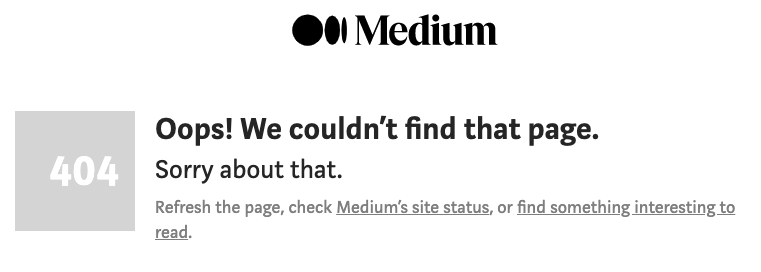 Medium
404
Oops! We couldn’t find that page.
Sorry about that.
Refresh the page, check Medium’s site status, or find something interesting to
read.